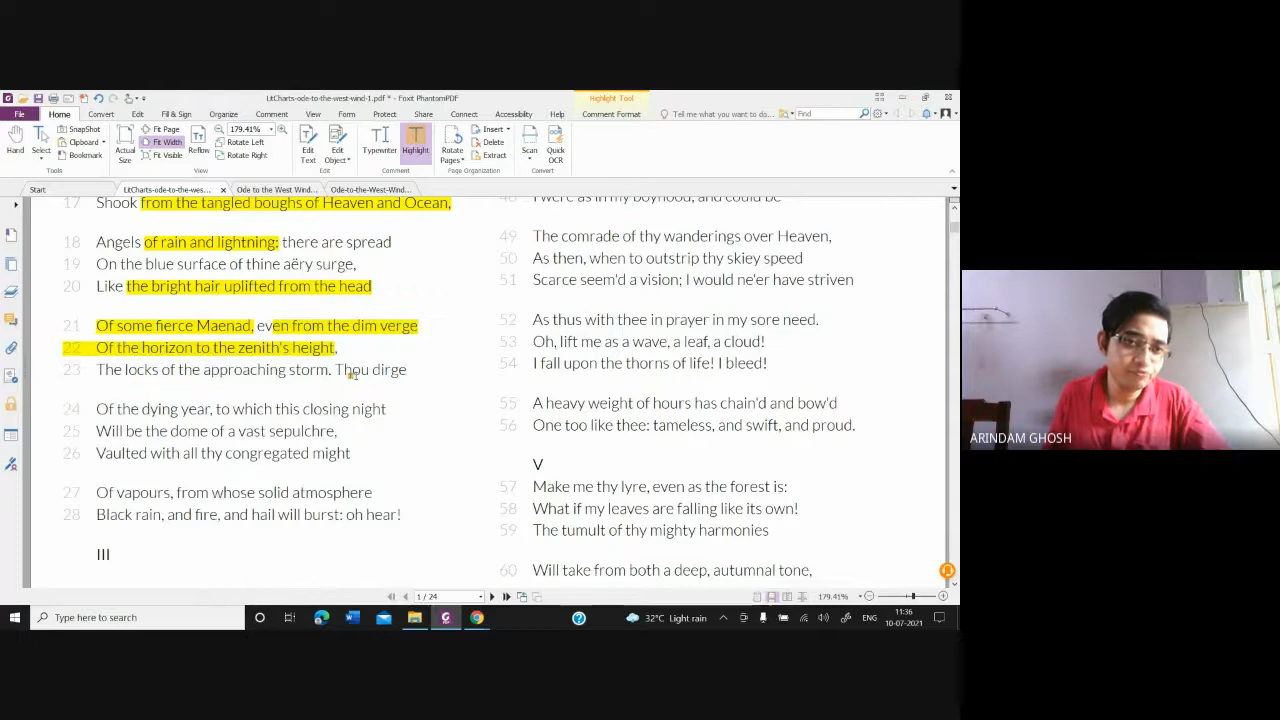 LitCharts-ode-to-the-west-wind-1.pdf * - Foxit PhantomPDF
Highlight Tool
File Home Comment View Form Protect Share Connect Accessibility Help Comment Format Tell me what you want to do... Find
Convert Edit Fill & Sign Organize
Hand Select SnapShot Clipboard Bookmark Actual Size Fit Page Fit Width Fit Visible Reflow 179.41% Rotate Left Rotate Right Edit Text Edit Object Typewriter Highlight Rotate Pages Insert Delete Extract Scan Quick OCR
Tools View Edit Comment Page Organization Convert
Start LitCharts-ode-to-the-wes... Ode to the West Wind... Ode-to-the-West-Wind...
17 Shook from the tangled boughs of Heaven and Ocean,
18 Angels of rain and lightning: there are spread
19 On the blue surface of thine aëry surge,
20 Like the bright hair uplifted from the head
21 Of some fierce Maenad, even from the dim verge
22 Of the horizon to the zenith's height,
23 The locks of the approaching storm. Thou dirge
24 Of the dying year, to which this closing night
25 Will be the dome of a vast sepulchre,
26 Vaulted with all thy congregated might
27 Of vapours, from whose solid atmosphere
28 Black rain, and fire, and hail will burst: oh hear!
III
48 I were as in my boyhood, and could be
49 The comrade of thy wanderings over Heaven,
50 As then, when to outstrip thy skiey speed
51 Scarce seem'd a vision; I would ne'er have striven
52 As thus with thee in prayer in my sore need.
53 Oh, lift me as a wave, a leaf, a cloud!
54 I fall upon the thorns of life! I bleed!
55 A heavy weight of hours has chain'd and bow'd
56 One too like thee: tameless, and swift, and proud.
V
57 Make me thy lyre, even as the forest is:
58 What if my leaves are falling like its own!
59 The tumult of thy mighty harmonies
60 Will take from both a deep, autumnal tone,
ARINDAM GHOSH
1 / 24 179.41%
Type here to search 32°C Light rain ENG 11:36
10-07-2021